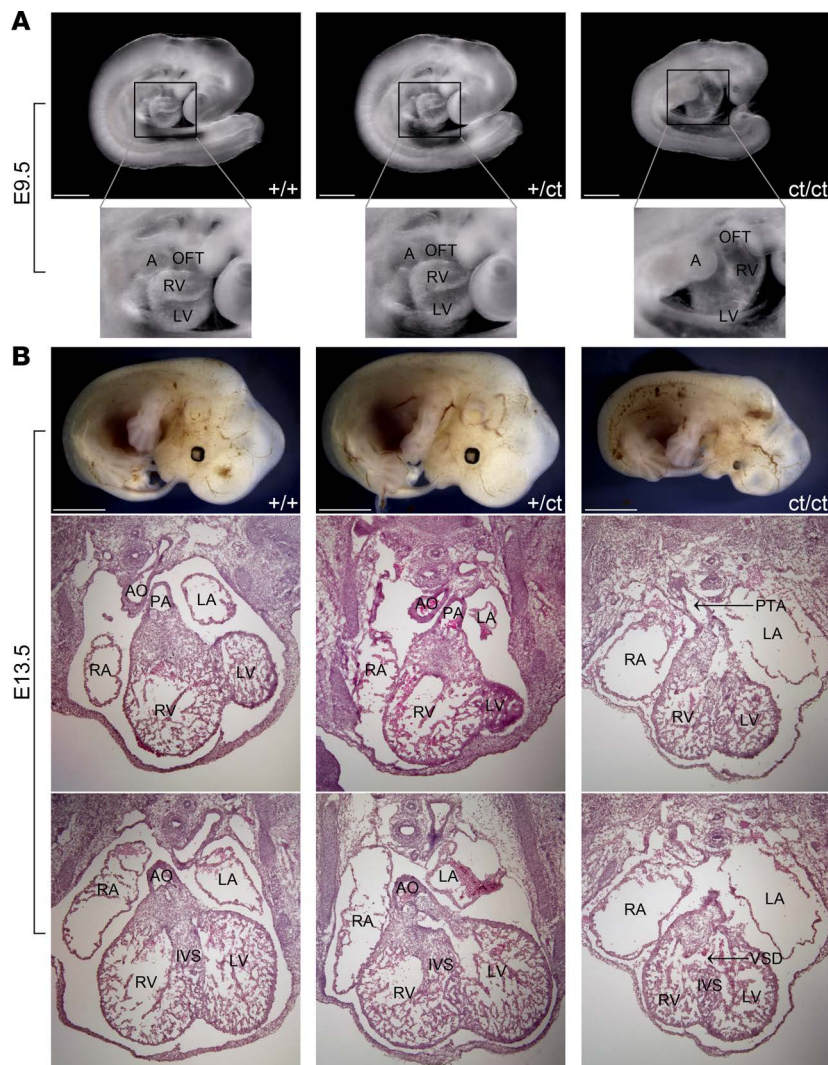 A
E9.5
+/+
+/ct
ct/ct
A OFT
RV
LV
A OFT
RV
LV
OFT
A RV
LV
B
E13.5
+/+
+/ct
ct/ct
AO
PA
LA
RA
LV
RV
AO
PA
LA
RA
RV
LV
PTA
LA
RA
RV
LV
RA
AO
LA
IVS
LV
RV
LA
AO
RA
IVS
LV
RV
RA
LA
VSD
RV
IVS
LV